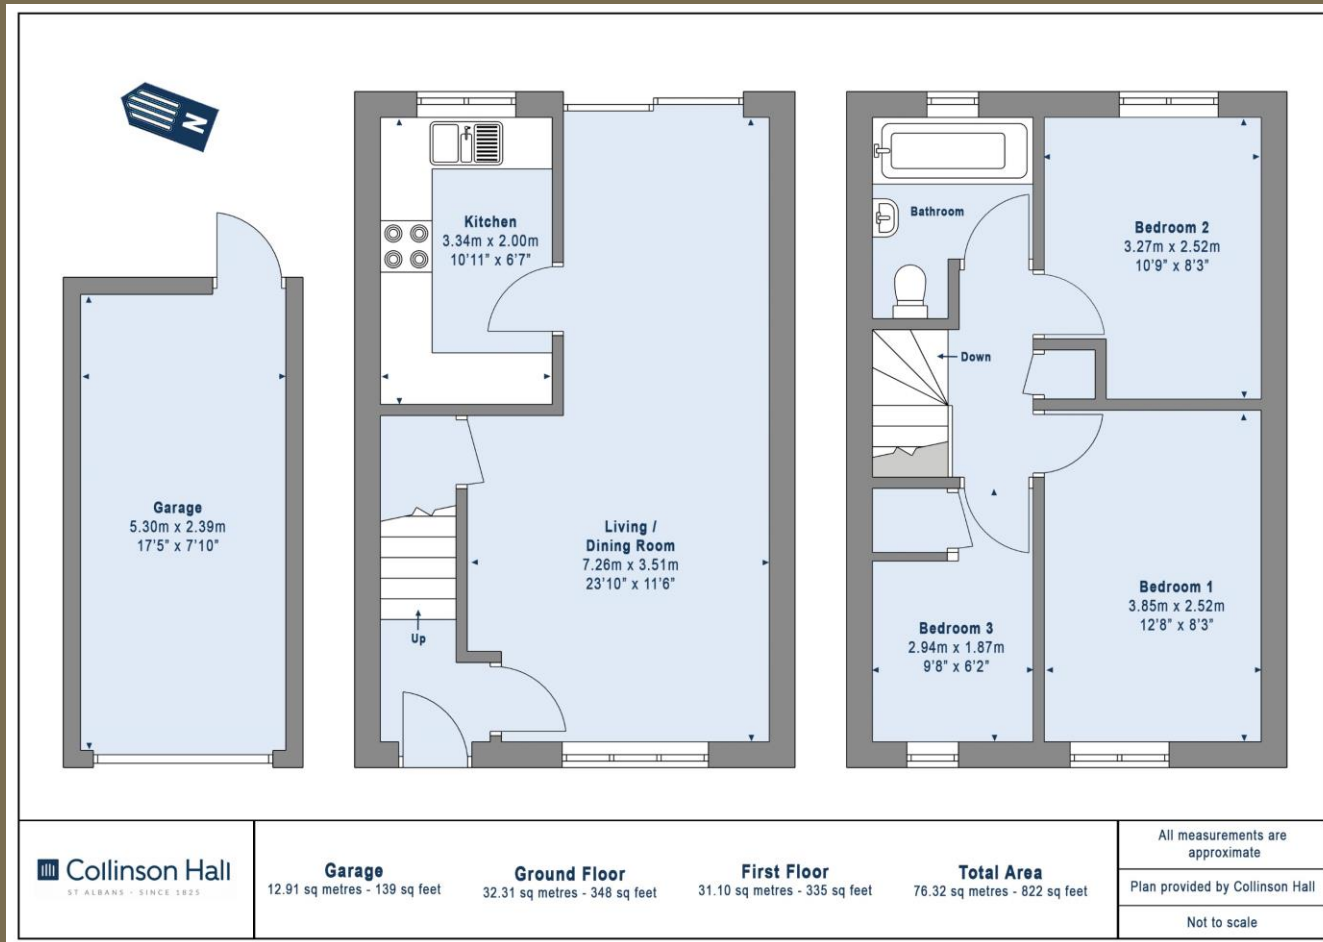 N
Kitchen
3.34m x 2.00m
10'11" x 6'7"
Garage
5.30m x 2.39m
17'5" x 7'10"
Living /
Dining Room
7.26m x 3.51m
23'10" x 11'6"
Up
Bathroom
Bedroom 2
3.27m x 2.52m
10'9" x 8'3"
Down
Bedroom 1
3.85m x 2.52m
12'8" x 8'3"
Bedroom 3
2.94m x 1.87m
9'8" x 6'2"
Collinson Hall
ST ALBANS - SINCE 1825
Garage
12.91 sq metres - 139 sq feet
Ground Floor
32.31 sq metres - 348 sq feet
First Floor
31.10 sq metres - 335 sq feet
Total Area
76.32 sq metres - 822 sq feet
All measurements are
approximate
Plan provided by Collinson Hall
Not to scale